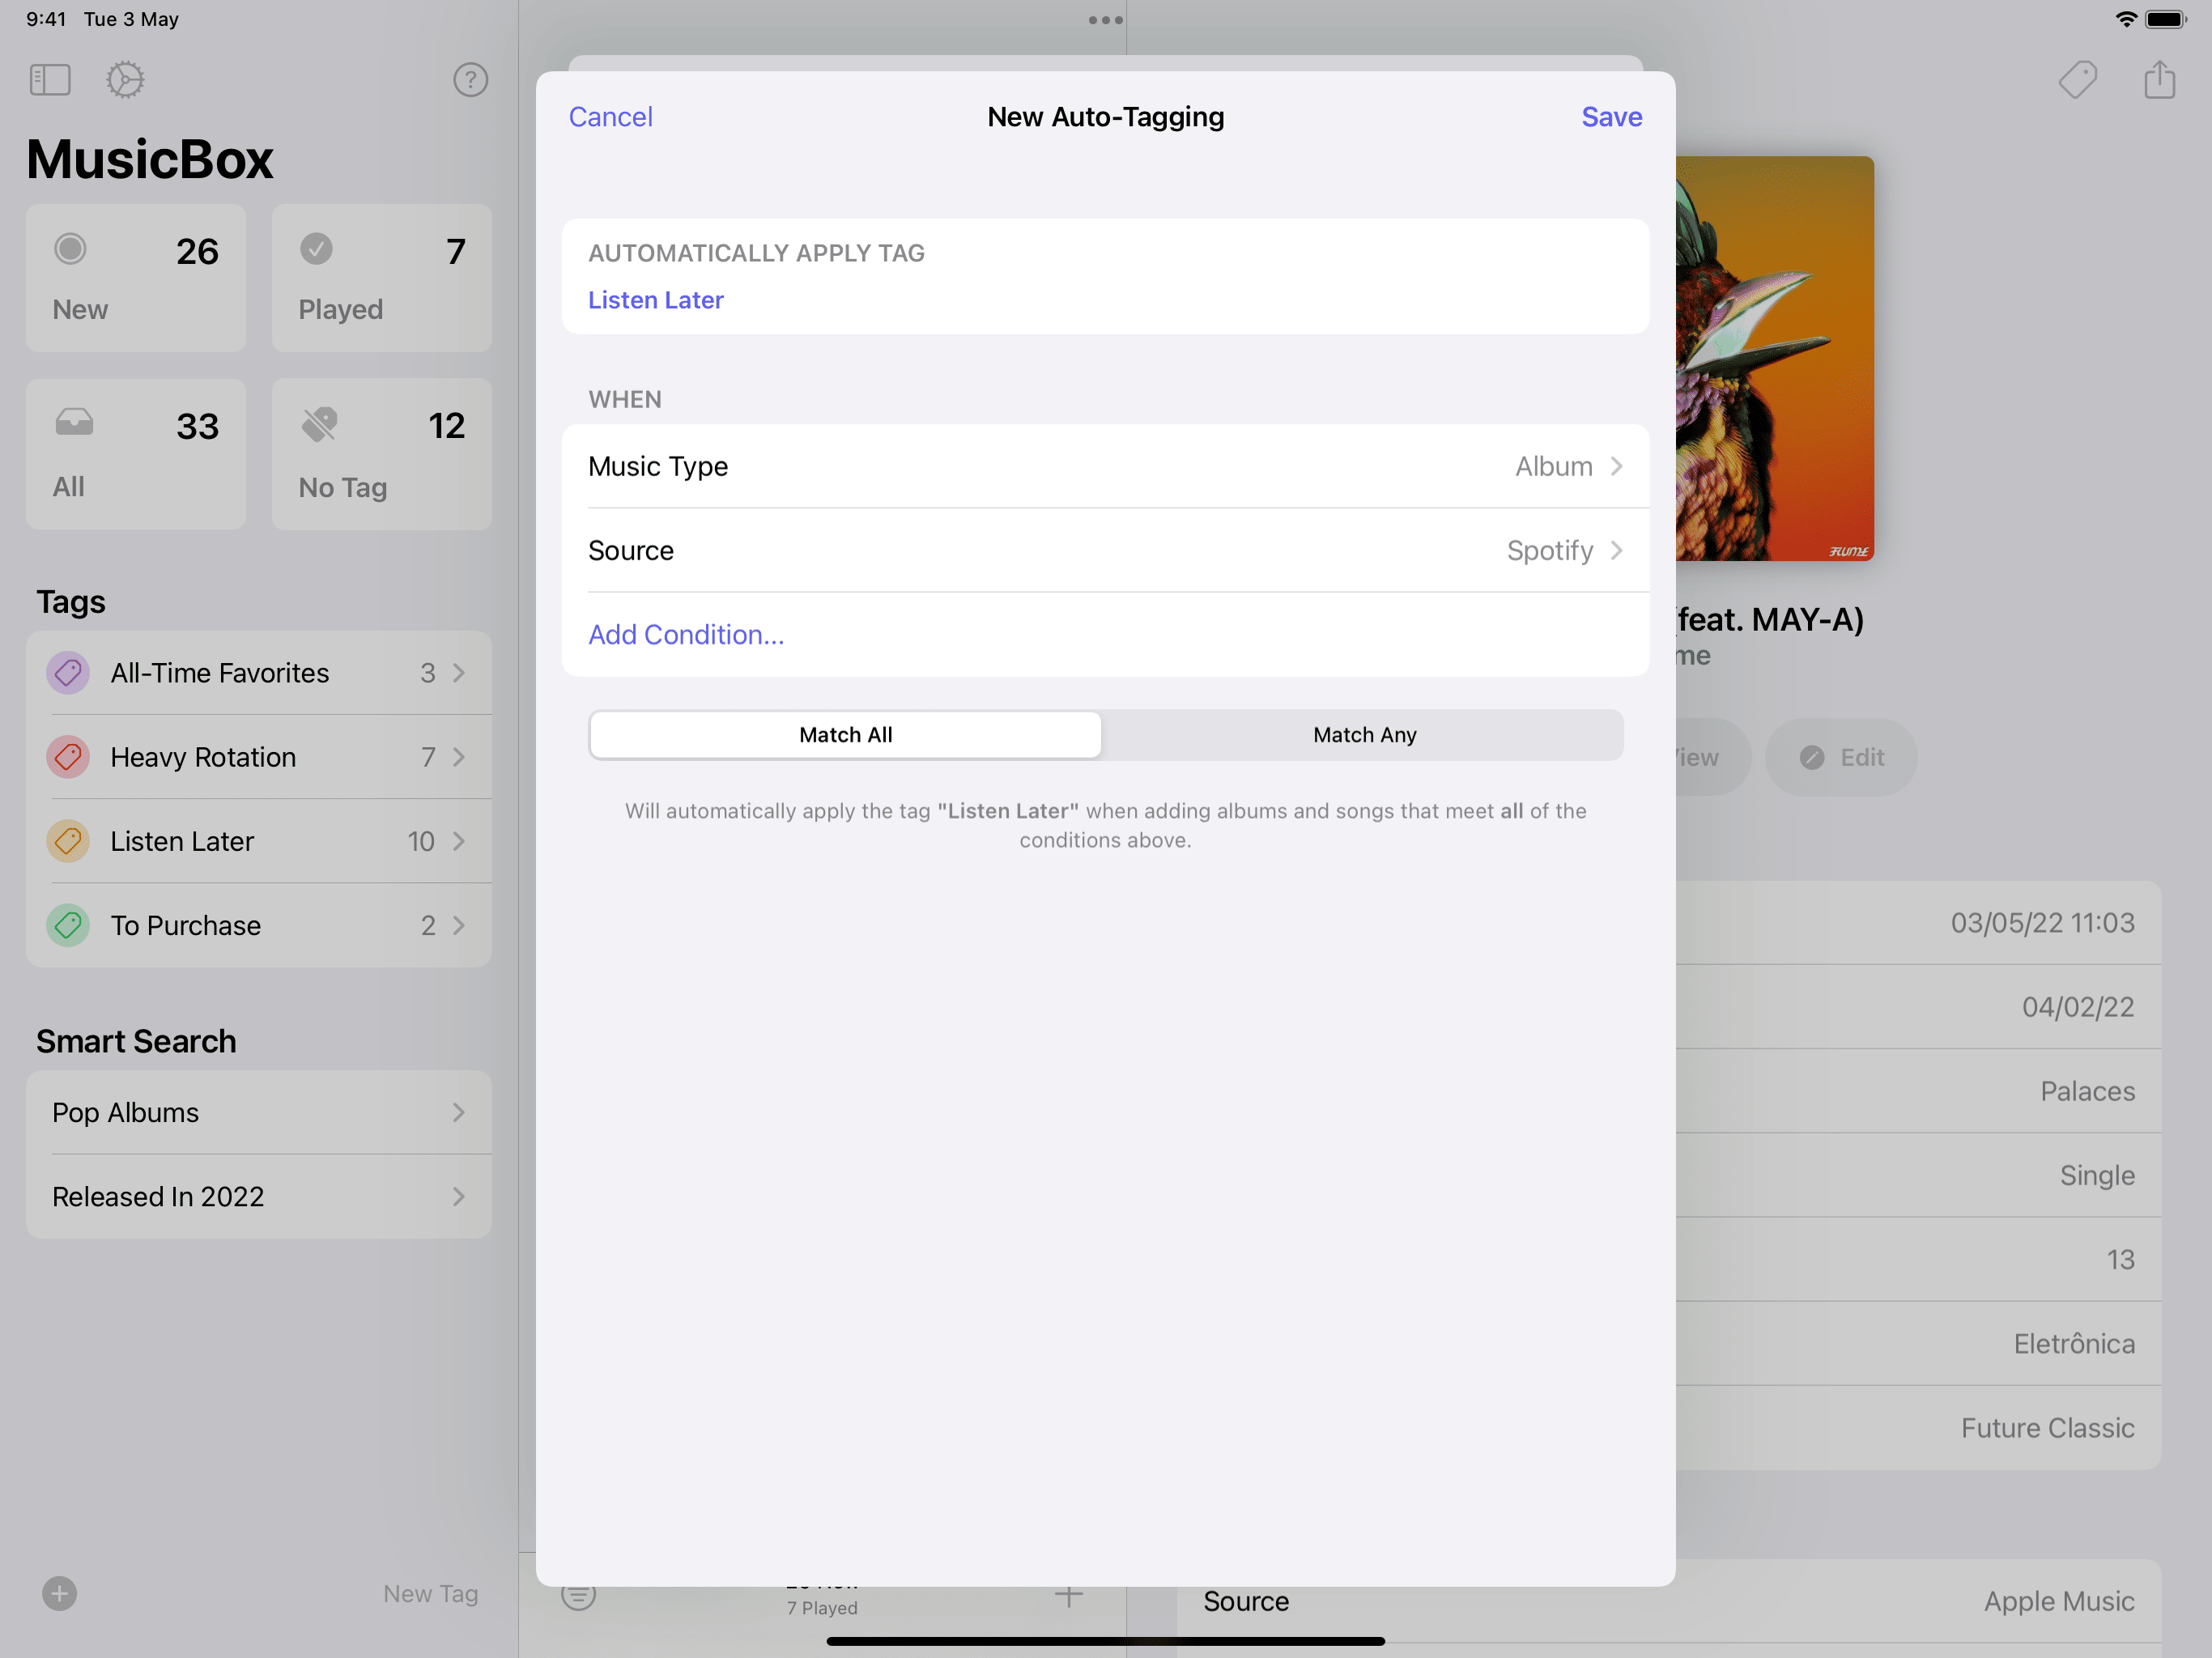 9:41 Tue 3 May
MusicBox
26
New
7
Played
33
All
12
No Tag
Tags
All-Time Favorites 3
Heavy Rotation 7
Listen Later 10
To Purchase 2
Smart Search
Pop Albums
Released In 2022
New Tag
Cancel
New Auto-Tagging
Save
AUTOMATICALLY APPLY TAG
Listen Later
WHEN
Music Type Album
Source Spotify
Add Condition...
Match All
Match Any
Will automatically apply the tag "Listen Later" when adding albums and songs that meet all of the
conditions above.
7 Played
FLUME
(feat. MAY-A)
Edit
03/05/22 11:03
04/02/22
Palaces
Single
13
Eletrônica
Future Classic
Source Apple Music